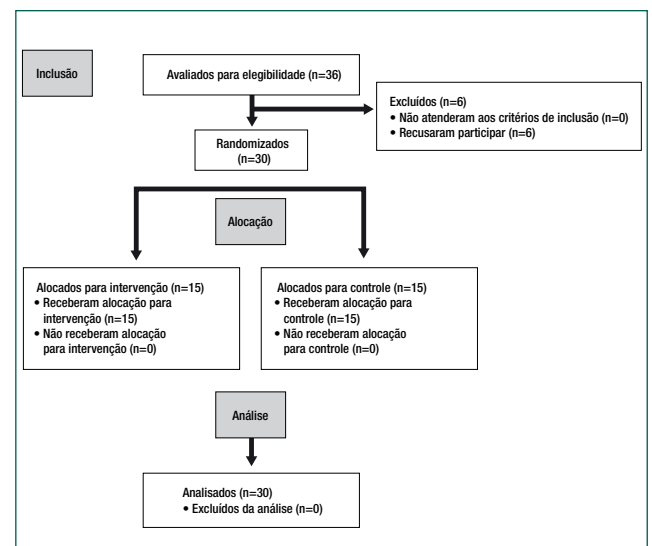 Inclusão
Avaliados para elegibilidade (n=36)
Excluídos (n=6)
• Não atenderam aos critérios de inclusão (n=0)
• Recusaram participar (n=6)
Randomizados
(n=30)
Alocação
Alocados para intervenção (n=15)
• Receberam alocação para
intervenção (n=15)
• Não receberam alocação
para intervenção (n=0)
Alocados para controle (n=15)
• Receberam alocação para
controle (n=15)
• Não receberam alocação
para controle (n=0)
Análise
Analisados (n=30)
• Excluídos da análise (n=0)